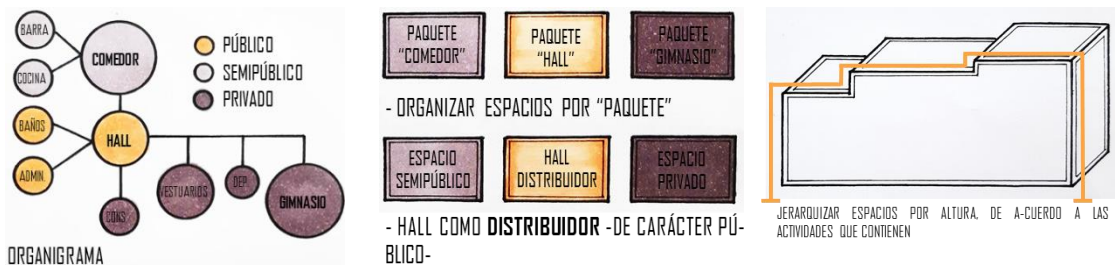 BARRA
COCINA
COMEDOR
BAÑOS
ADMIN.
HALL
CONS.
VESTUARIOS
DEP.
GIMNASIO
PÚBLICO
SEMIPÚBLICO
PRIVADO
ORGANIGRAMA
PAQUETE
"COMEDOR"
PAQUETE
"HALL"
PAQUETE
"GIMNASIO"
- ORGANIZAR ESPACIOS POR "PAQUETE"
ESPACIO
SEMIPÚBLICO
HALL
DISTRIBUIDOR
ESPACIO
PRIVADO
- HALL COMO DISTRIBUIDOR -DE CARÁCTER PÚ-
BLICO-
JERARQUIZAR ESPACIOS POR ALTURA, DE A-CUERDO A LAS
ACTIVIDADES QUE CONTIENEN